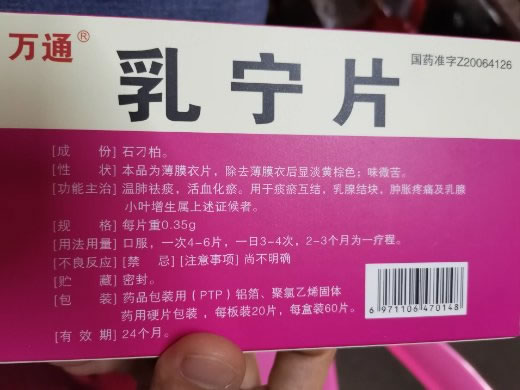 万通®
国药准字Z20064126
乳宁片
[成 份] 石刁柏。
[性 状] 本品为薄膜衣片，除去薄膜衣后显淡黄棕色；味微苦。
[功能主治] 温肺祛痰，活血化瘀。用于痰瘀互结，乳腺结块，肿胀疼痛及乳腺
小叶增生属上述证候者。
[规 格] 每片重0.35g
[用法用量] 口服，一次4-6片，一日3-4次，2-3个月为一疗程。
[不良反应] [禁 忌] [注意事项] 尚不明确
[贮 藏] 密封。
[包 装] 药品包装用（PTP）铝箔、聚氯乙烯固体
药用硬片包装 ，每板装20片，每盒装60片。
[有 效 期] 24个月。
6 971106 470148